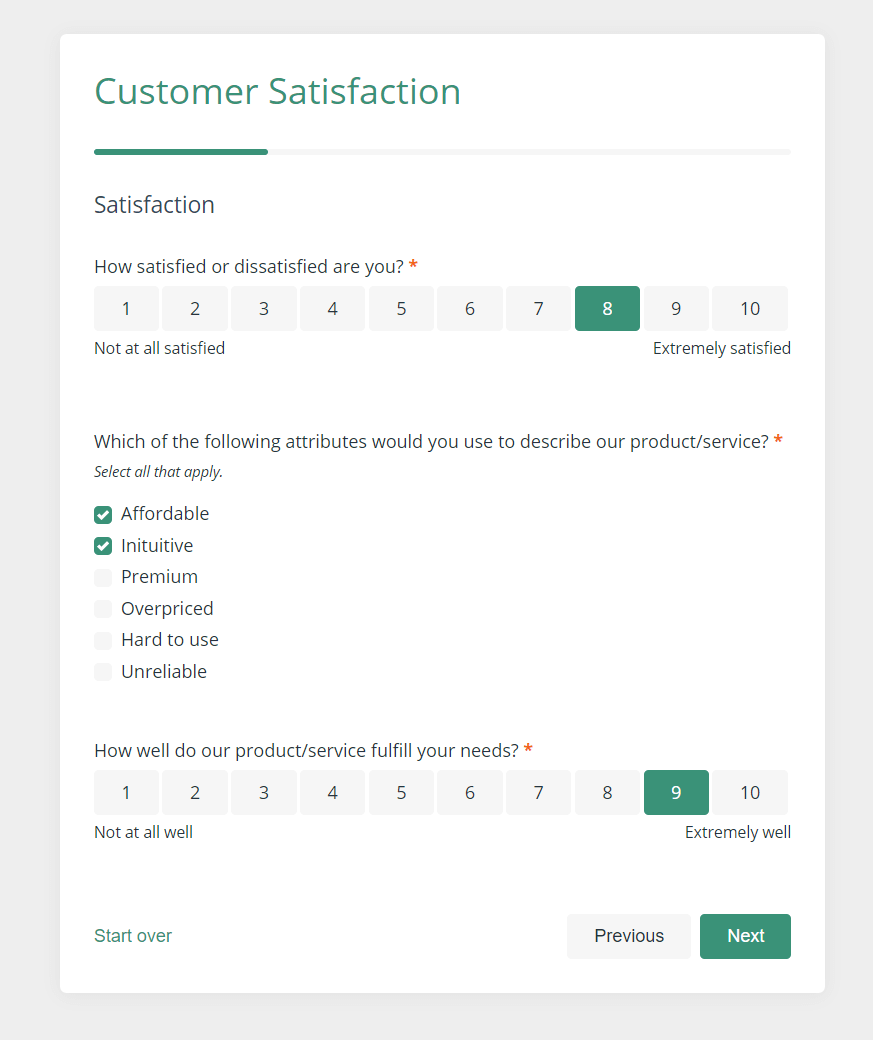 Customer Satisfaction
Satisfaction
How satisfied or dissatisfied are you? *
1 2 3 4 5 6 7 8 9 10
Not at all satisfied Extremely satisfied
Which of the following attributes would you use to describe our product/service? *
Select all that apply.
Affordable
Inituitive
Premium
Overpriced
Hard to use
Unreliable
How well do our product/service fulfill your needs? *
1 2 3 4 5 6 7 8 9 10
Not at all well Extremely well
Start over Previous Next